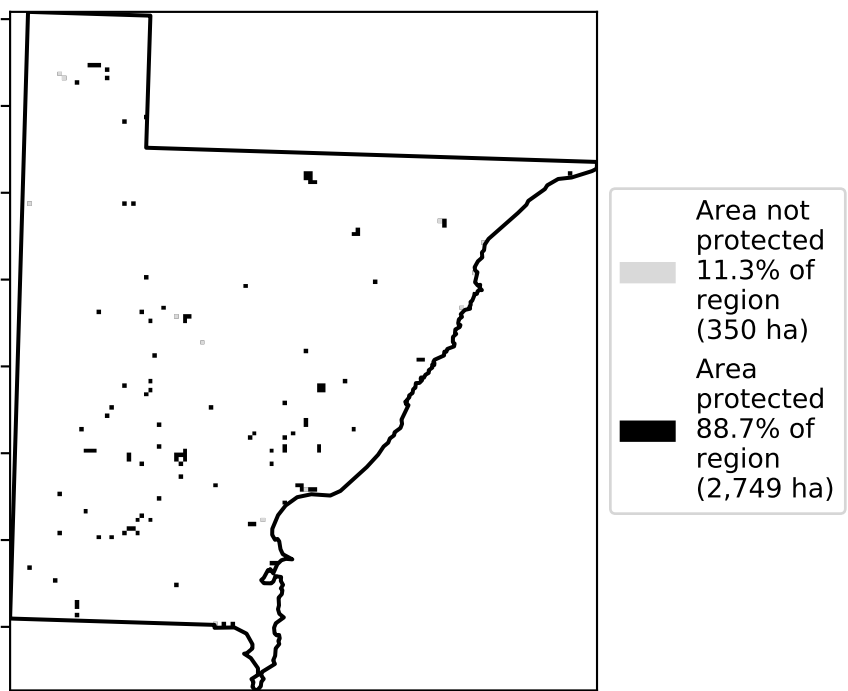 Area not
protected
11.3% of
region
(350 ha)
Area
protected
88.7% of
region
(2,749 ha)